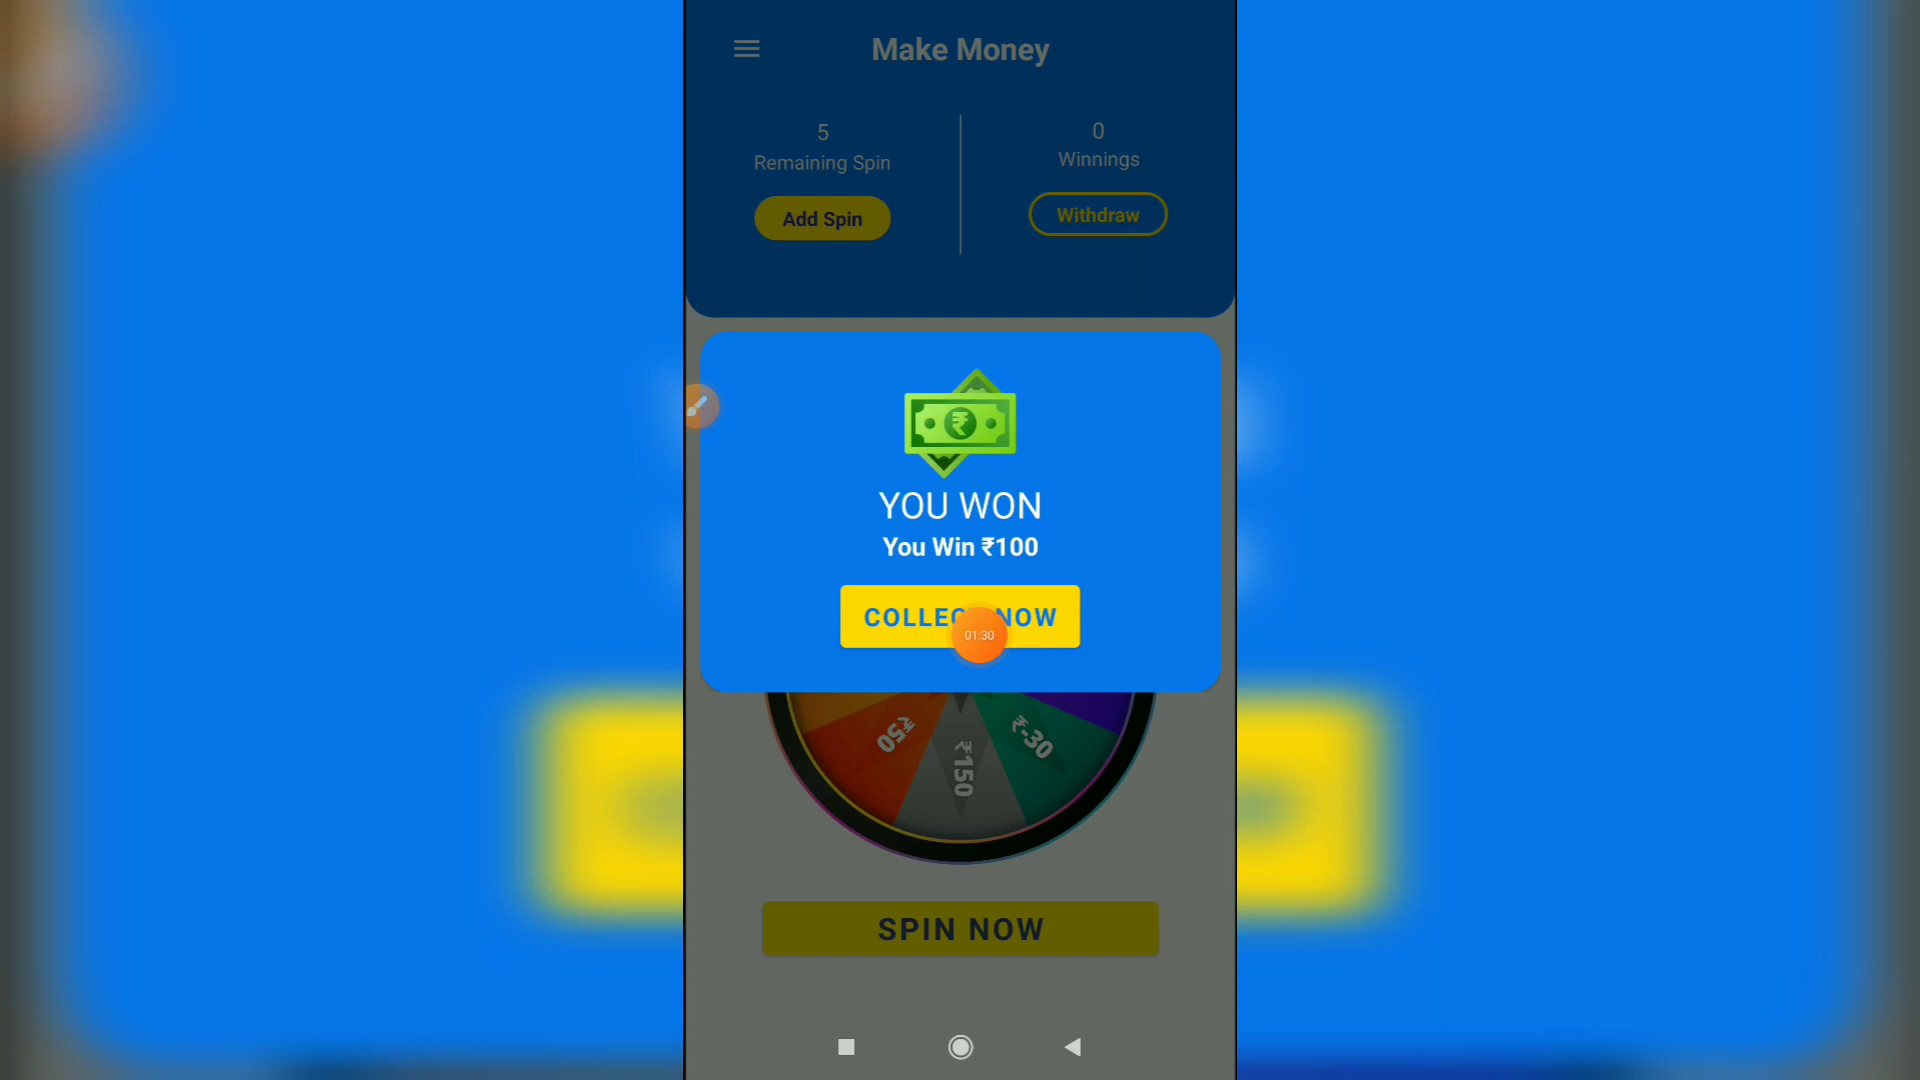 Make Money
5
Remaining Spin
Add Spin
0
Winnings
Withdraw
YOU WON
You Win ₹100
COLLECT NOW
01:30
₹50
₹150
₹-30
SPIN NOW